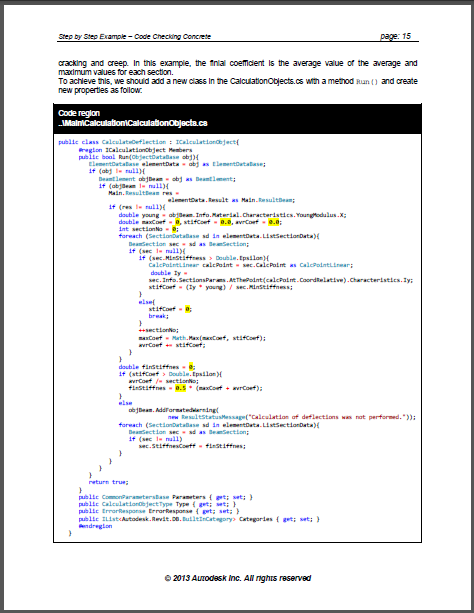 Step by Step Example – Code Checking Concrete page: 15
cracking and creep. In this example, the finial coefficient is the average value of the average and
maximum values for each section.
To achieve this, we should add a new class in the CalculationObjects.cs with a method Run() and create
new properties as follow:
Code region
..\Main\Calculation\CalculationObjects.cs
public class CalculateDeflection : ICalculationObject{
#region ICalculationObject Members
public bool Run(ObjectDataBase obj){
ElementDataBase elementData = obj as ElementDataBase;
if (obj != null){
BeamElement objBeam = obj as BeamElement;
if (objBeam != null){
Main.ResultBeam res =
elementData.Result as Main.ResultBeam;
if (res != null){
double young = objBeam.Info.Material.Characteristics.YoungModulus.X;
double maxCoef = 0, stifCoef = 0.0, avrCoef = 0.0;
int sectionNo = 0;
foreach (SectionDataBase sd in elementData.ListSectionData){
BeamSection sec = sd as BeamSection;
if (sec != null){
if (sec.MinStiffness > Double.Epsilon){
CalcPointLinear calcPoint = sec.CalcPoint as CalcPointLinear;
double Iy =
sec.Info.SectionsParams.AtThePoint(calcPoint.CoordRelative).Characteristics.Iy;
stifCoef = (Iy * young) / sec.MinStiffness;
}
else{
stifCoef = 0;
break;
}
++sectionNo;
maxCoef = Math.Max(maxCoef, stifCoef);
avrCoef += stifCoef;
}
}
double finStiffnes = 0;
if (stifCoef > Double.Epsilon){
avrCoef /= sectionNo;
finStiffnes = 0.5 * (maxCoef + avrCoef);
}
else
objBeam.AddFormatedWarning(
new ResultStatusMessage("Calculation of deflections was not performed."));
foreach (SectionDataBase sd in elementData.ListSectionData){
BeamSection sec = sd as BeamSection;
if (sec != null)
sec.StiffnesCoeff = finStiffnes;
}
}
}
}
return true;
}
public CommonParametersBase Parameters { get; set; }
public CalculationObjectType Type { get; set; }
public ErrorResponse ErrorResponse { get; set; }
public IList<Autodesk.Revit.DB.BuiltInCategory> Categories { get; set; }
#endregion
}
© 2013 Autodesk Inc. All rights reserved